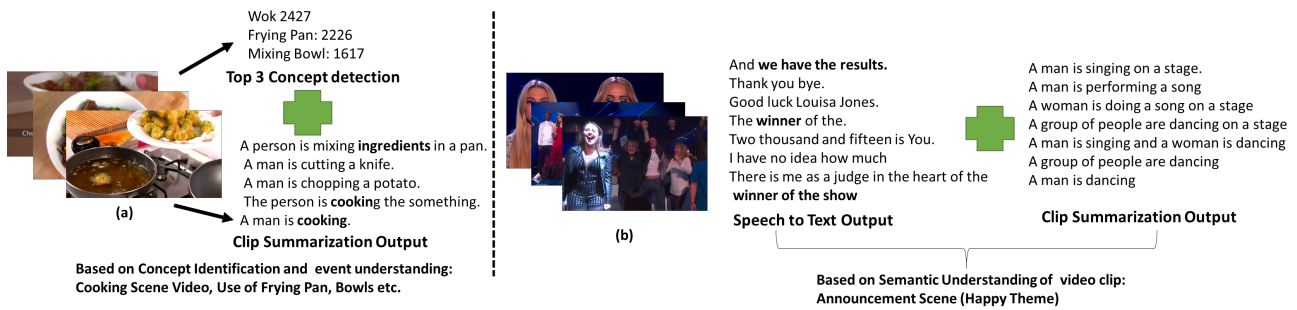 Wok 2427
Frying Pan: 2226
Mixing Bowl: 1617
Top 3 Concept detection
A person is mixing ingredients in a pan.
A man is cutting a knife.
A man is chopping a potato.
The person is cooking the something.
A man is cooking.
Clip Summarization Output
(a)
Based on Concept Identification and event understanding:
Cooking Scene Video, Use of Frying Pan, Bowls etc.
And we have the results.
Thank you bye.
Good luck Louisa Jones.
The winner of the.
Two thousand and fifteen is You.
I have no idea how much
There is me as a judge in the heart of the
winner of the show
Speech to Text Output
A man is singing on a stage.
A man is performing a song
A woman is doing a song on a stage
A group of people are dancing on a stage
A man is singing and a woman is dancing
A group of people are dancing
A man is dancing
Clip Summarization Output
(b)
Based on Semantic Understanding of video clip:
Announcement Scene (Happy Theme)